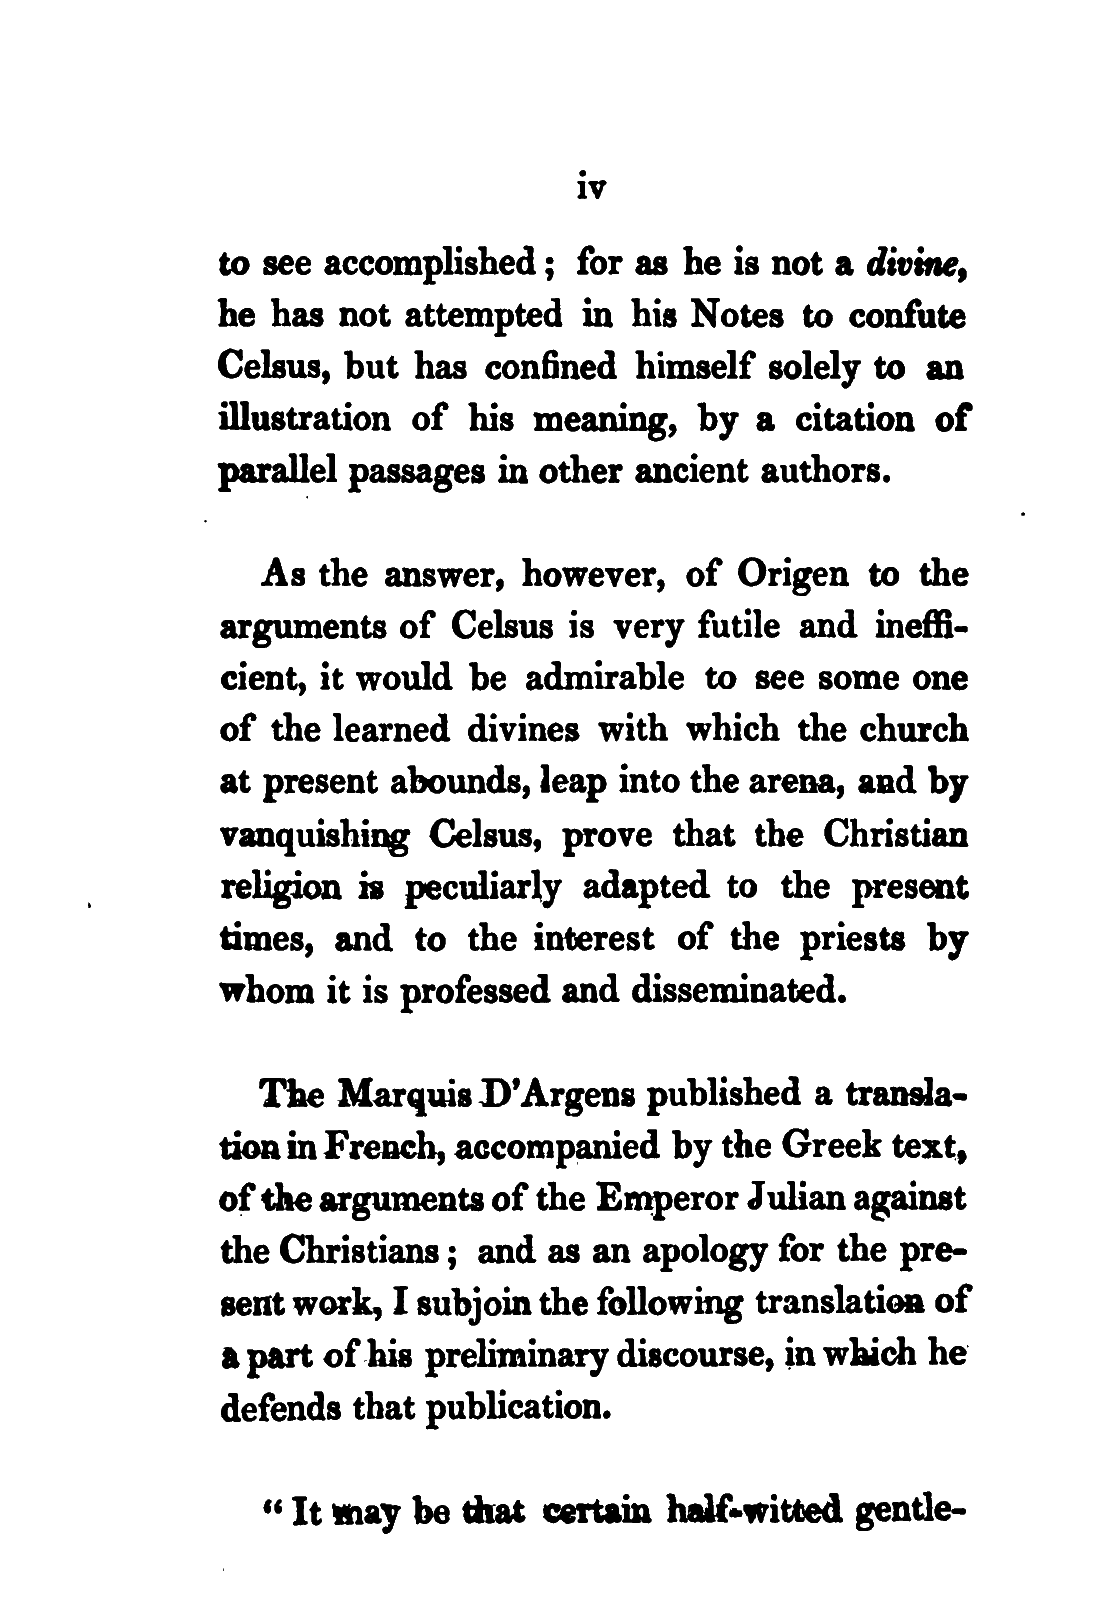 iv
to see accomplished; for as he is not a divine,
he has not attempted in his Notes to confute
Celsus, but has confined himself solely to an
illustration of his meaning, by a citation of
parallel passages in other ancient authors.
As the answer, however, of Origen to the
arguments of Celsus is very futile and ineffi-
cient, it would be admirable to see some one
of the learned divines with which the church
at present abounds, leap into the arena, and by
vanquishing Celsus, prove that the Christian
religion is peculiarly adapted to the present
times, and to the interest of the priests by
whom it is professed and disseminated.
The Marquis D'Argens published a transla-
tion in French, accompanied by the Greek text,
of the arguments of the Emperor Julian against
the Christians; and as an apology for the pre-
sent work, I subjoin the following translation of
a part of his preliminary discourse, in which he
defends that publication.
“ It may be that certain half-witted gentle-